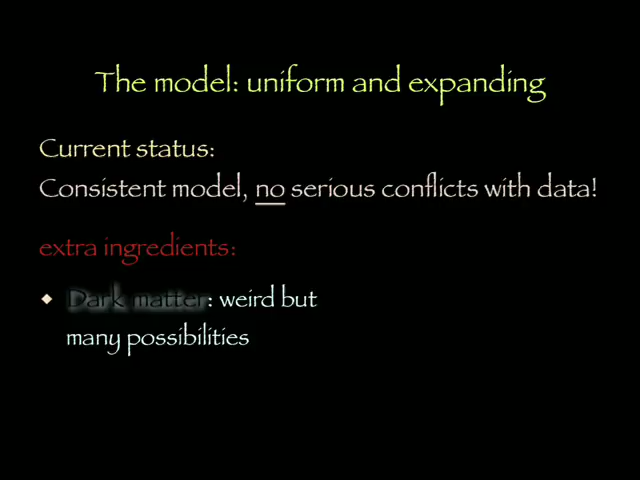 The model: uniform and expanding
Current status:
Consistent model, no serious conflicts with data!
extra ingredients:
◆ Dark matter: weird but
many possibilities